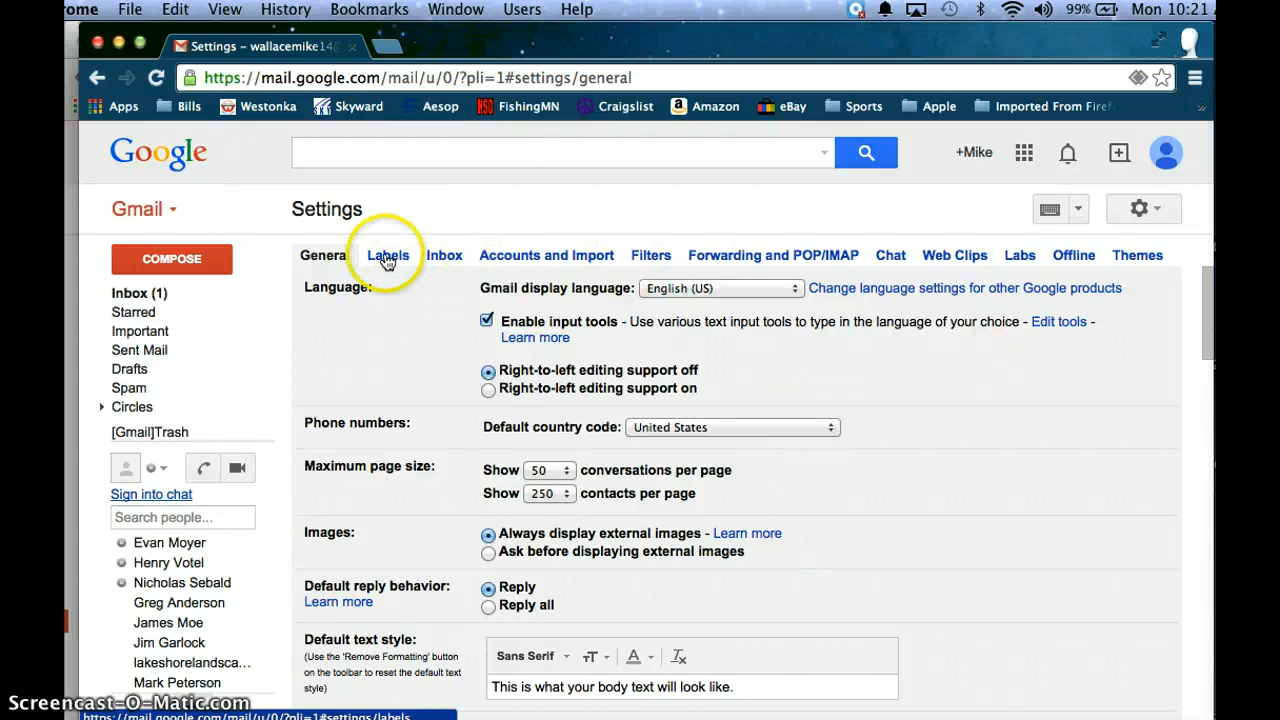 rome File Edit View History Bookmarks Window Users Help 99% Mon 10:21
Settings – wallacemike14@
https://mail.google.com/mail/u/0/?pli=1#settings/general
Apps Bills Westonka Skyward Aesop FishingMN Craigslist Amazon eBay Sports Apple Imported From Firef
Google +Mike
Gmail Settings
COMPOSE General Labels Inbox Accounts and Import Filters Forwarding and POP/IMAP Chat Web Clips Labs Offline Themes
Inbox (1)
Starred
Important
Sent Mail
Drafts
Spam
Circles
[Gmail]Trash
Sign into chat
Search people...
Evan Moyer
Henry Votel
Nicholas Sebald
Greg Anderson
James Moe
Jim Garlock
lakeshorelandsca...
Mark Peterson
Language: Gmail display language: English (US) Change language settings for other Google products
Enable input tools - Use various text input tools to type in the language of your choice - Edit tools -
Learn more
Right-to-left editing support off
Right-to-left editing support on
Phone numbers: Default country code: United States
Maximum page size: Show 50 conversations per page
Show 250 contacts per page
Images: Always display external images - Learn more
Ask before displaying external images
Default reply behavior: Reply
Learn more Reply all
Default text style:
(Use the 'Remove Formatting' button
on the toolbar to reset the default text
style)
Sans Serif
This is what your body text will look like.
Screencast-O-Matic.com
https://mail.google.com/mail/u/0/?pli=1#settings/labels